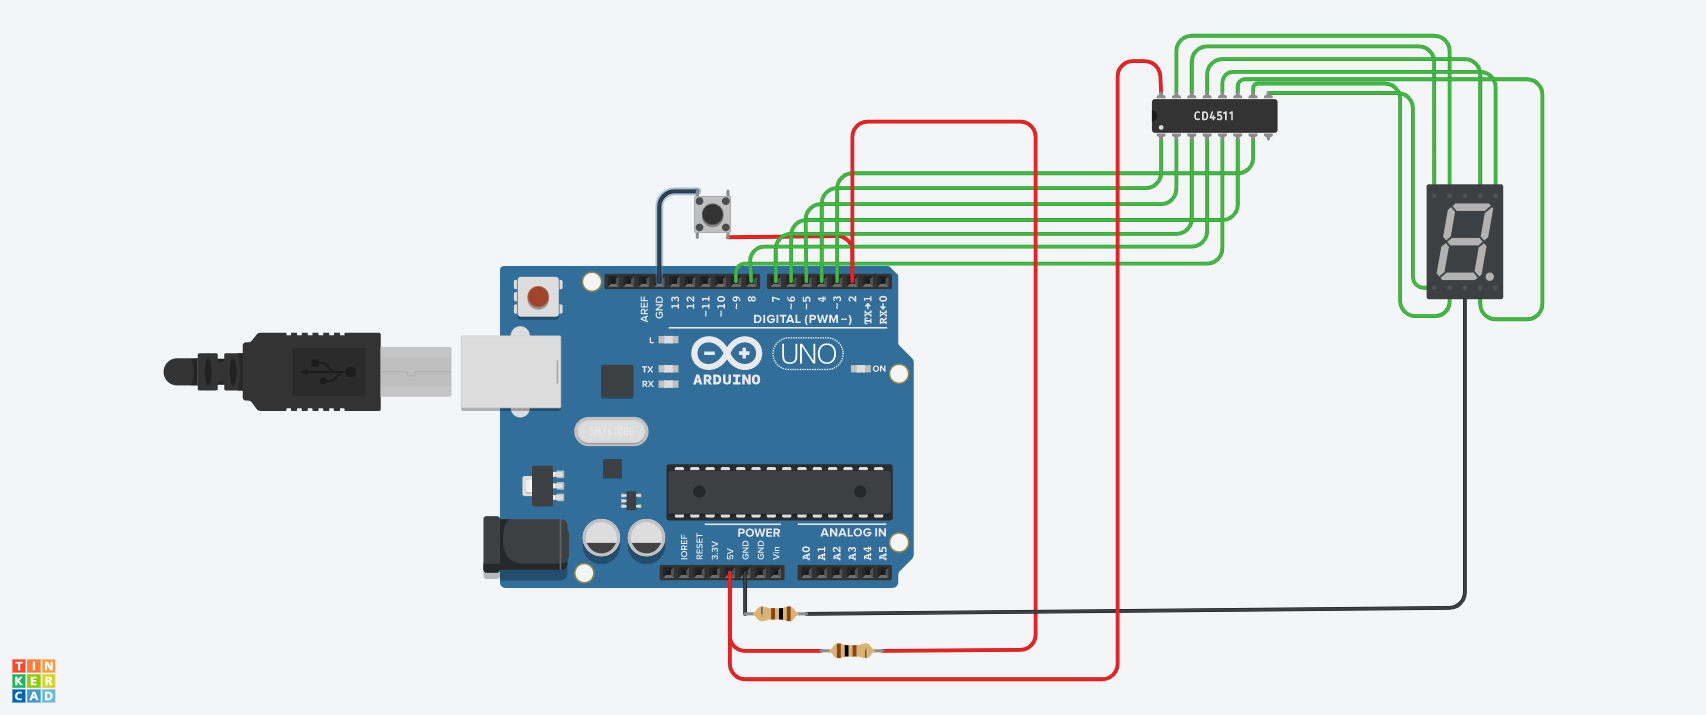 CD4511
AREF
GND
13
12
~11
~10
~9
8
7
~6
~5
4
~3
2
TX→1
RX←0
DIGITAL (PWM~)
L
TX
RX
ARDUINO
UNO
ON
POWER
ANALOG IN
IOREF
RESET
3.3V
5V
GND
GND
Vin
A0
A1
A2
A3
A4
A5
TIN
KER
CAD